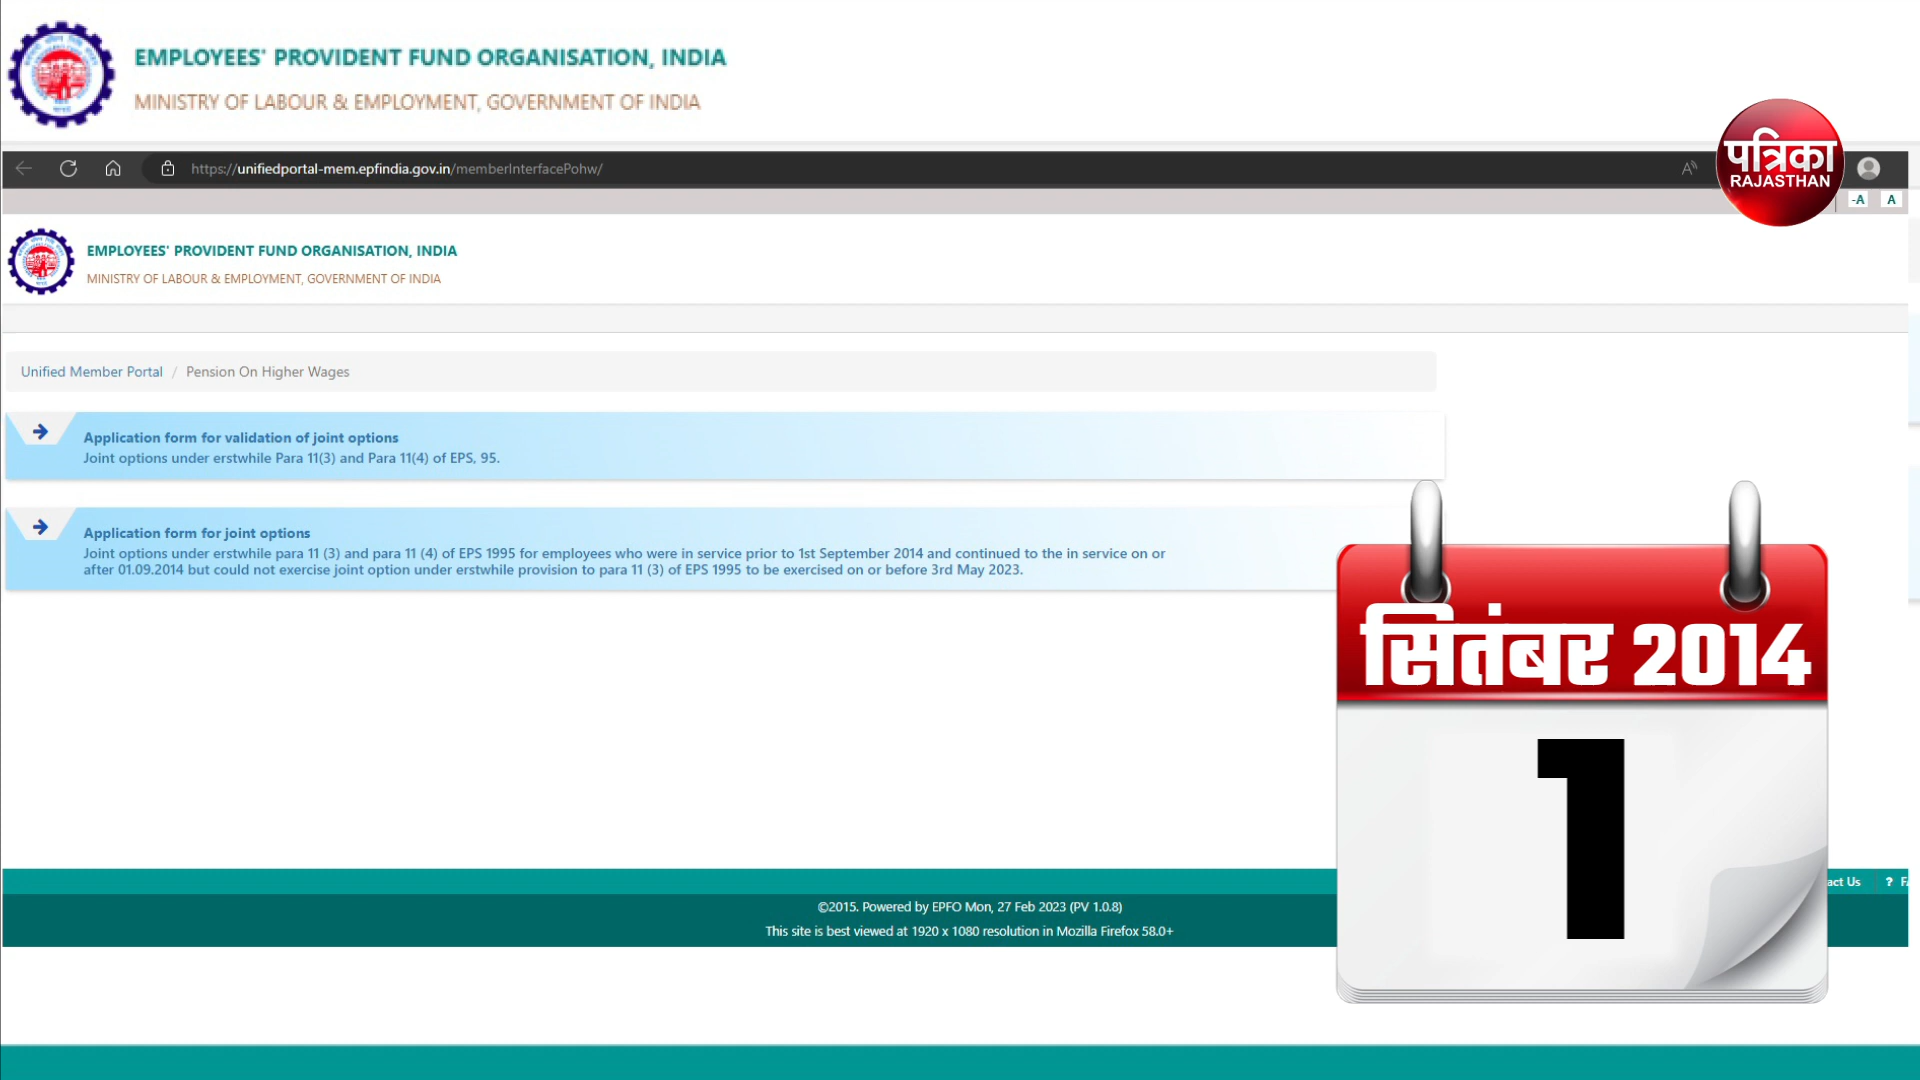 EMPLOYEES' PROVIDENT FUND ORGANISATION, INDIA
MINISTRY OF LABOUR & EMPLOYMENT, GOVERNMENT OF INDIA
पत्रिका
RAJASTHAN
https://unifiedportal-mem.epfindia.gov.in/memberInterfacePohw/
-A A
EMPLOYEES' PROVIDENT FUND ORGANISATION, INDIA
MINISTRY OF LABOUR & EMPLOYMENT, GOVERNMENT OF INDIA
Unified Member Portal / Pension On Higher Wages
Application form for validation of joint options
Joint options under erstwhile Para 11(3) and Para 11(4) of EPS, 95.
Application form for joint options
Joint options under erstwhile para 11 (3) and para 11 (4) of EPS 1995 for employees who were in service prior to 1st September 2014 and continued to the in service on or
after 01.09.2014 but could not exercise joint option under erstwhile provision to para 11 (3) of EPS 1995 to be exercised on or before 3rd May 2023.
सितंबर 2014
1
act Us ? FA
©2015. Powered by EPFO Mon, 27 Feb 2023 (PV 1.0.8)
This site is best viewed at 1920 x 1080 resolution in Mozilla Firefox 58.0+